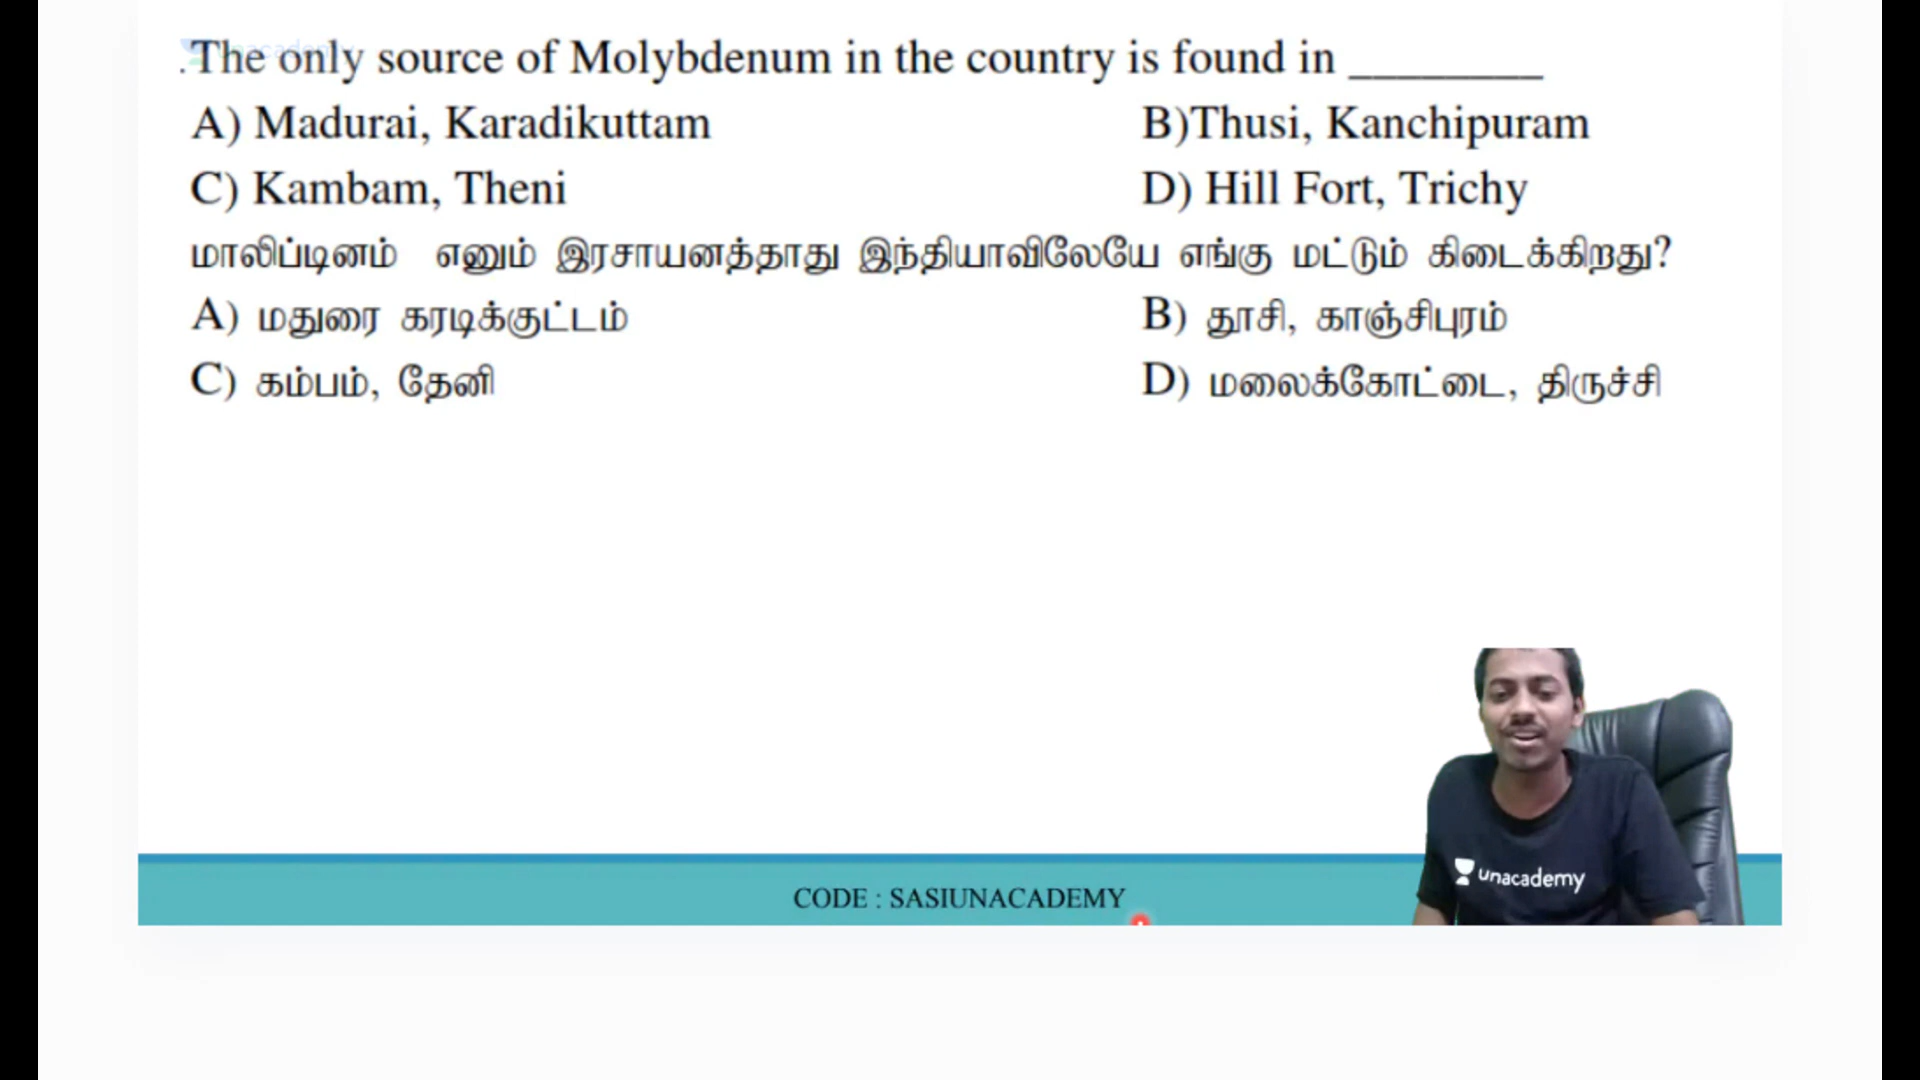 unacademy
.The only source of Molybdenum in the country is found in ________
A) Madurai, Karadikuttam B)Thusi, Kanchipuram
C) Kambam, Theni D) Hill Fort, Trichy
மாலிப்டினம் எனும் இரசாயனத்தாது இந்தியாவிலேயே எங்கு மட்டும் கிடைக்கிறது?
A) மதுரை கரடிக்குட்டம் B) தூசி, காஞ்சிபுரம்
C) கம்பம், தேனி D) மலைக்கோட்டை, திருச்சி
unacademy
CODE : SASIUNACADEMY